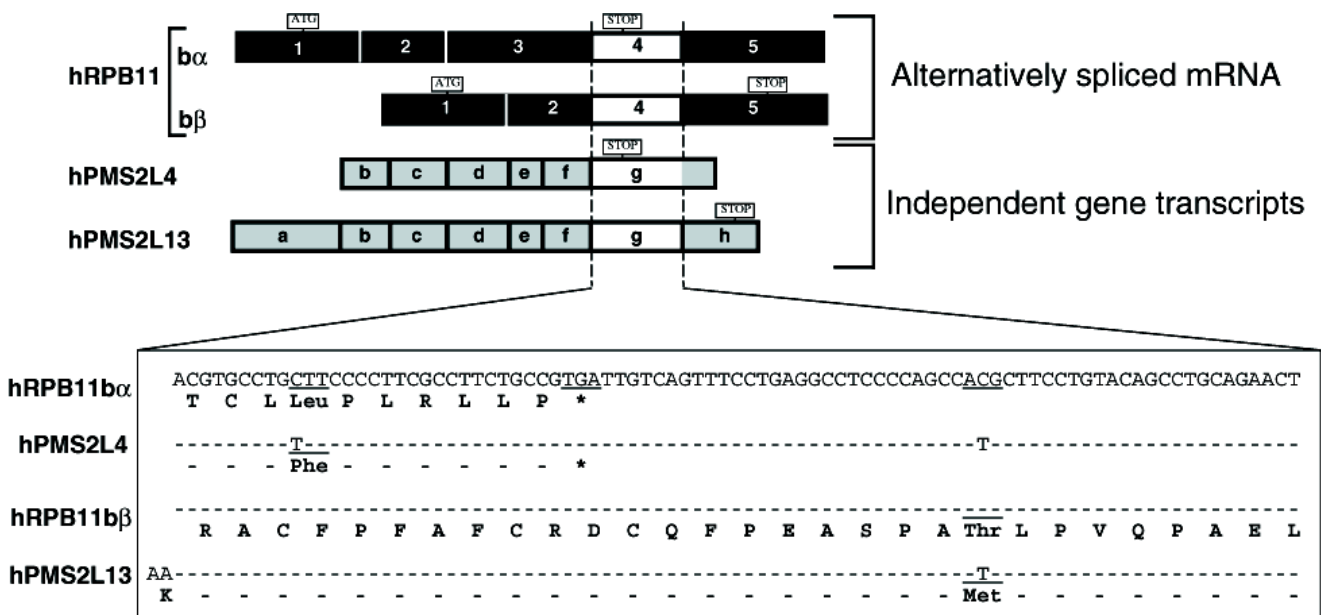 ATG STOP
hRPB11 bα 1 2 3 4 5
Alternatively spliced mRNA
ATG STOP
bβ 1 2 4 5
STOP
hPMS2L4 b c d e f g
Independent gene transcripts
STOP
hPMS2L13 a b c d e f g h
hRPB11bα ACGTGCCTGCTTCCCCTTCGCCTTCTGCCGTGATTGTCAGTTTCCTGAGGCCTCCCCAGCCACGCTTCCTGTACAGCCTGCAGAACT
T C L Leu P L R L L P *
hPMS2L4 ---------T----------------------------------------------------T------------------------
- - - Phe - - - - - - *
hRPB11bβ ---------------------------------------------------------------------------------------
R A C F P F A F C R D C Q F P E A S P A Thr L P V Q P A E L
hPMS2L13 AA--------------------------------------------------------------T------------------------
K - - - - - - - - - - - - - - - - - - - - Met - - - - - - - -